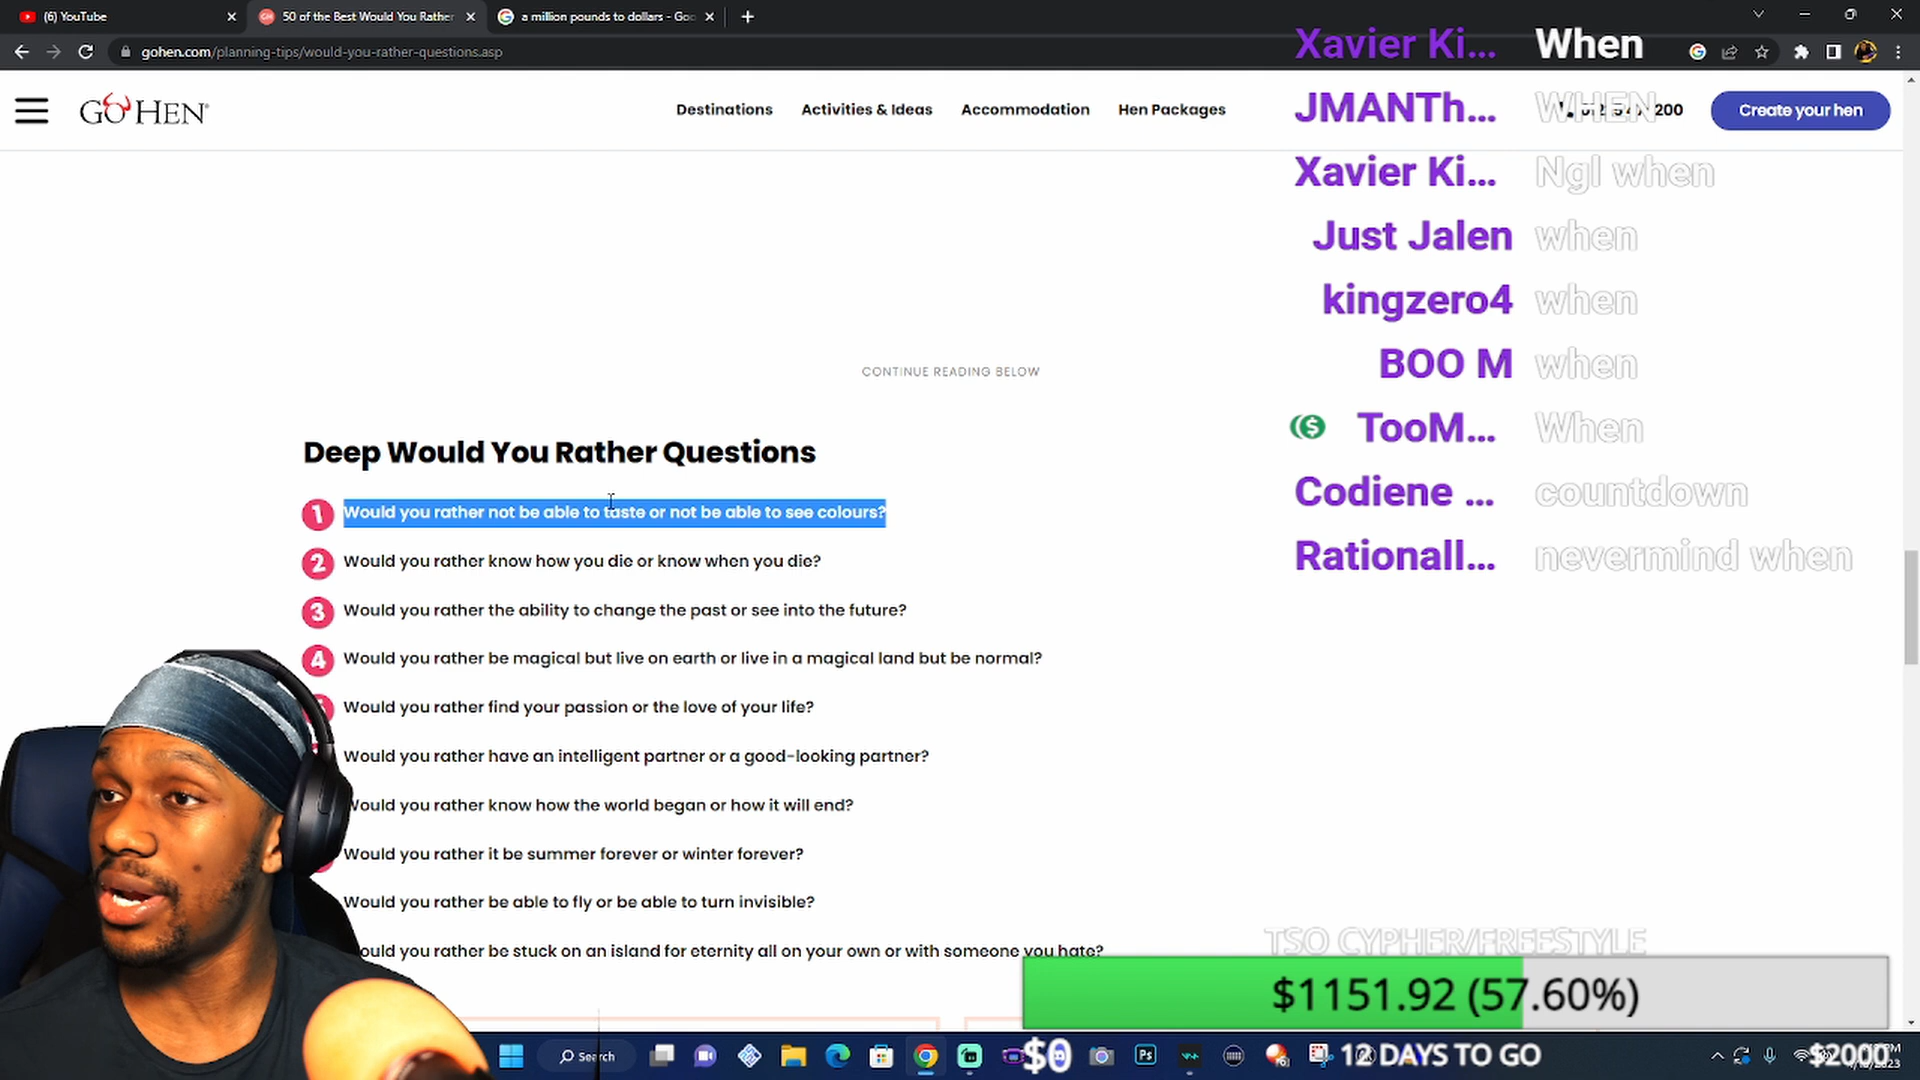 (6) YouTube
50 of the Best Would You Rather
a million pounds to dollars - Goo
gohen.com/planning-tips/would-you-rather-questions.asp
GO HEN
Destinations
Activities & Ideas
Accommodation
Hen Packages
Create your hen
CONTINUE READING BELOW
Deep Would You Rather Questions
1 Would you rather not be able to taste or not be able to see colours?
2 Would you rather know how you die or know when you die?
3 Would you rather the ability to change the past or see into the future?
4 Would you rather be magical but live on earth or live in a magical land but be normal?
Would you rather find your passion or the love of your life?
Would you rather have an intelligent partner or a good-looking partner?
Would you rather know how the world began or how it will end?
Would you rather it be summer forever or winter forever?
Would you rather be able to fly or be able to turn invisible?
Would you rather be stuck on an island for eternity all on your own or with someone you hate?
Xavier Ki... When
JMANTh... WHEN
Xavier Ki... Ngl when
Just Jalen when
kingzero4 when
BOO M when
TooM... When
Codiene ... countdown
Rationall... nevermind when
TSO CYPHER/FREESTYLE
$1151.92 (57.60%)
Search
Ps
$0
12 DAYS TO GO
$2000